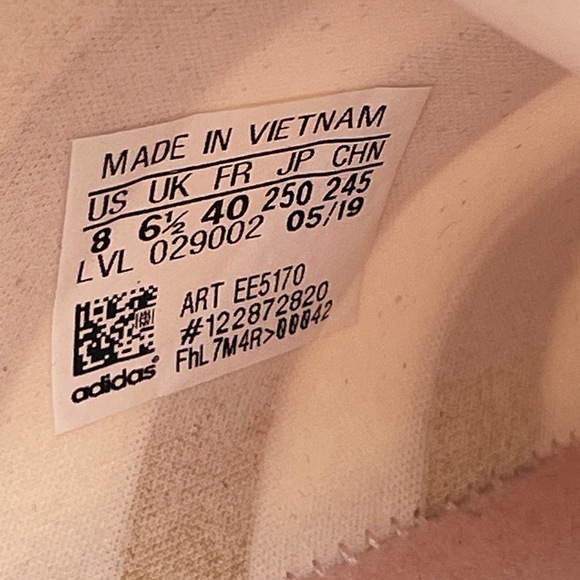 MADE IN VIETNAM
US UK FR JP CHN
8 6½ 40 250 245
LVL 029002 05/19
ART EE5170
#122872820
FhL7M4R>00042
adidas®